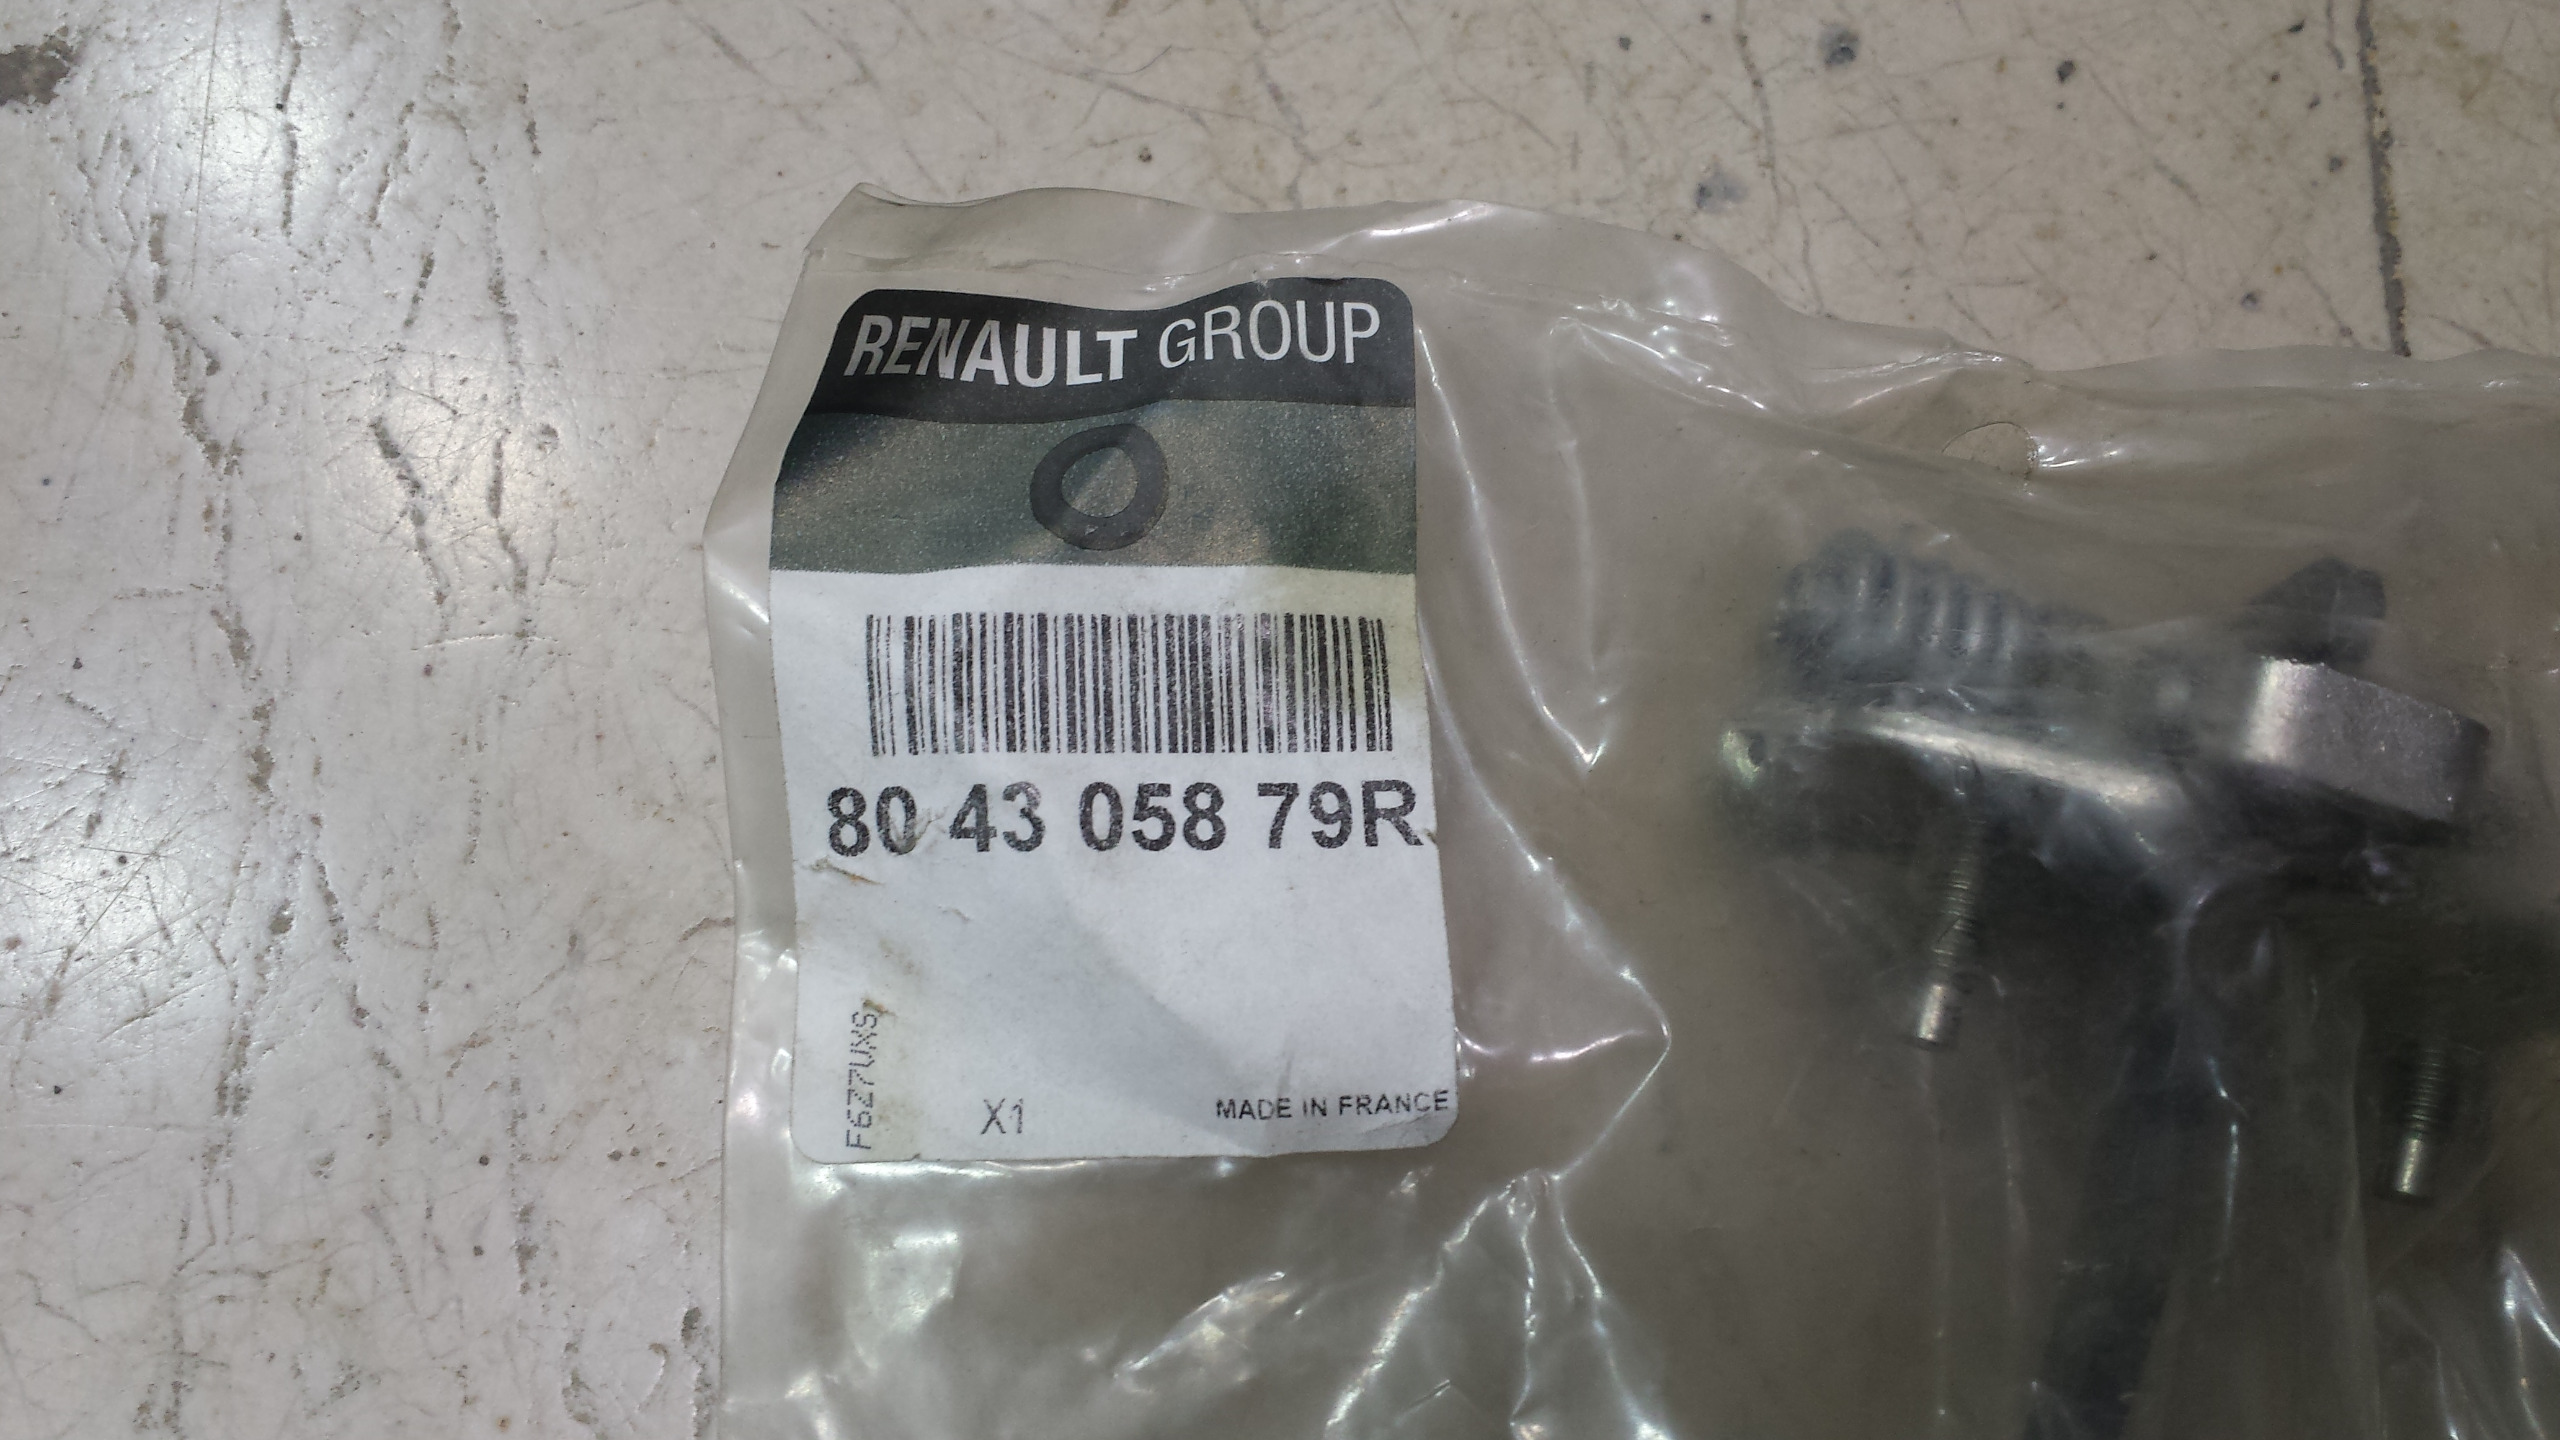 RENAULT GROUP
80 43 058 79R
F6Z7UXS
X1
MADE IN FRANCE